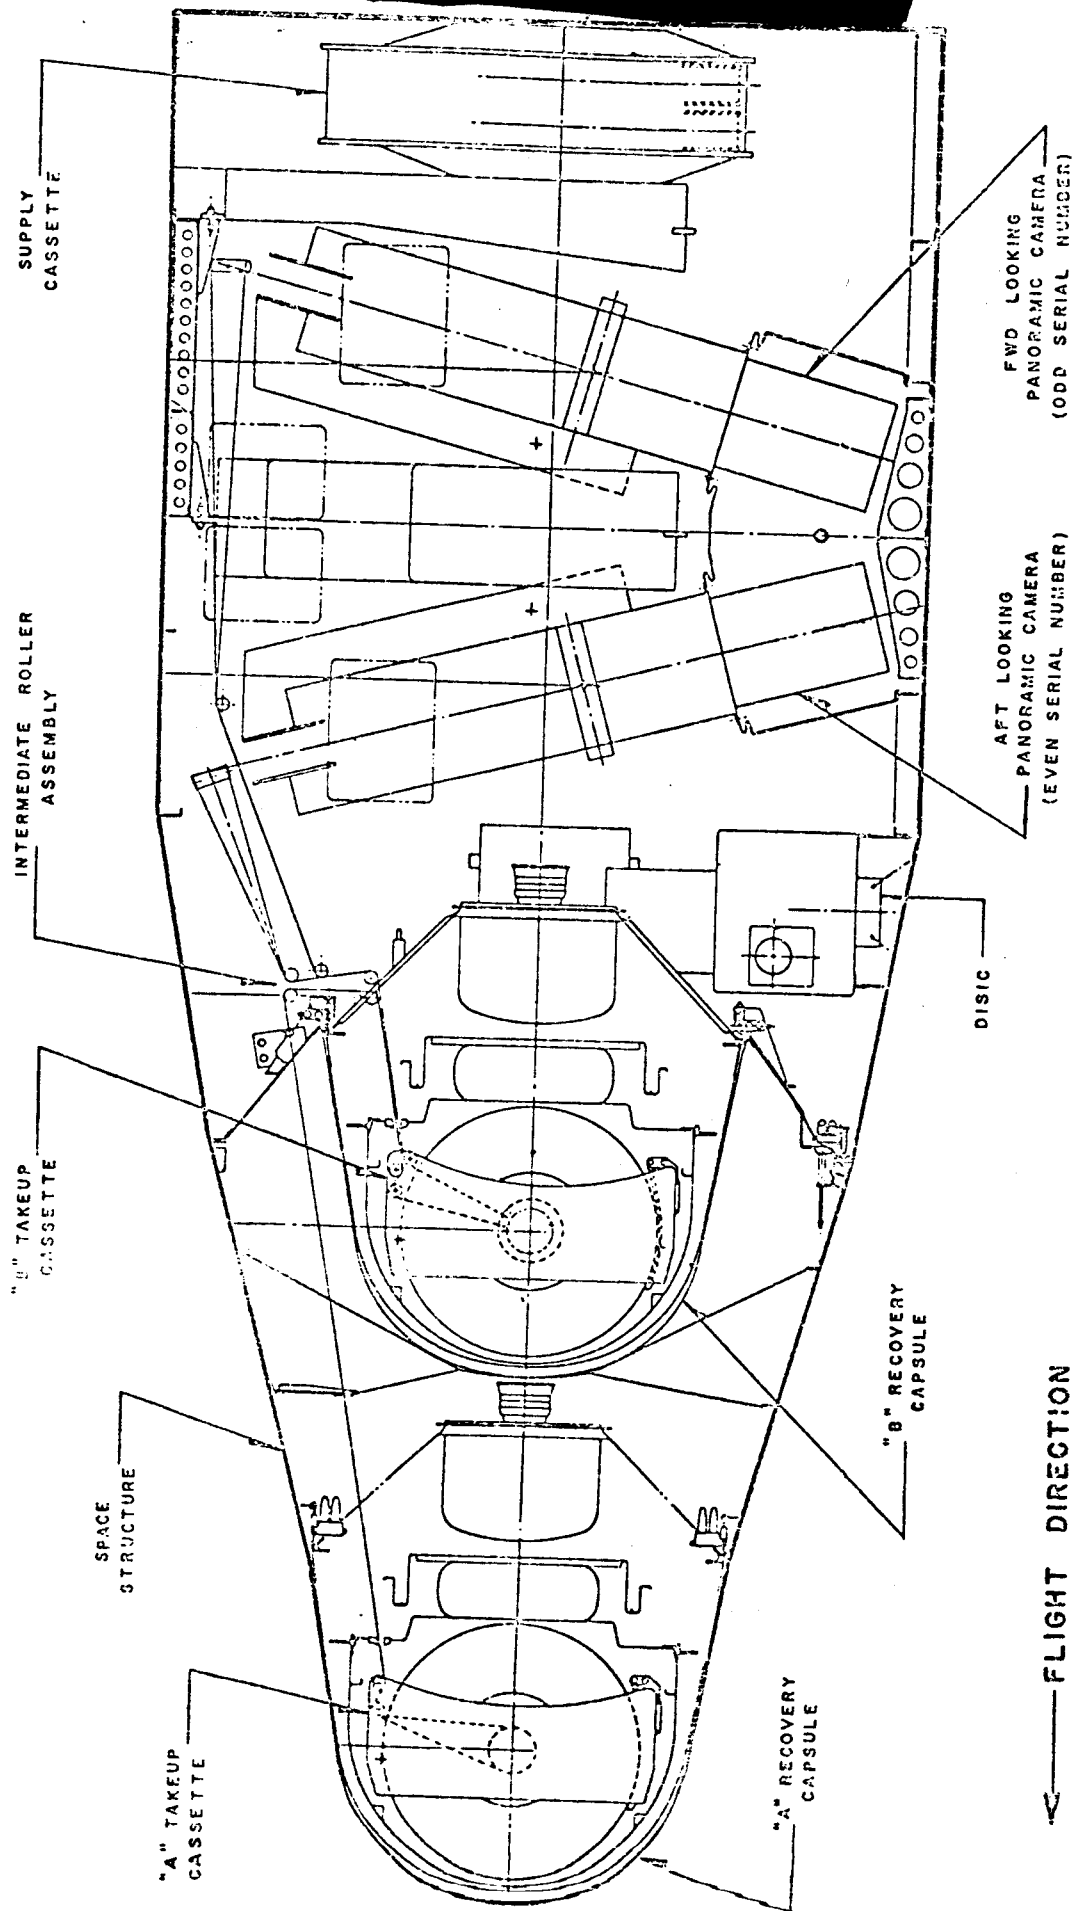 SUPPLY
CASSETTE
INTERMEDIATE ROLLER
ASSEMBLY
"B" TAKEUP
CASSETTE
SPACE
STRUCTURE
"A" TAKEUP
CASSETTE
FWD LOOKING
PANORAMIC CAMERA
(ODD SERIAL NUMBER)
AFT LOOKING
PANORAMIC CAMERA
(EVEN SERIAL NUMBER)
DISIC
"B" RECOVERY
CAPSULE
"A" RECOVERY
CAPSULE
FLIGHT DIRECTION